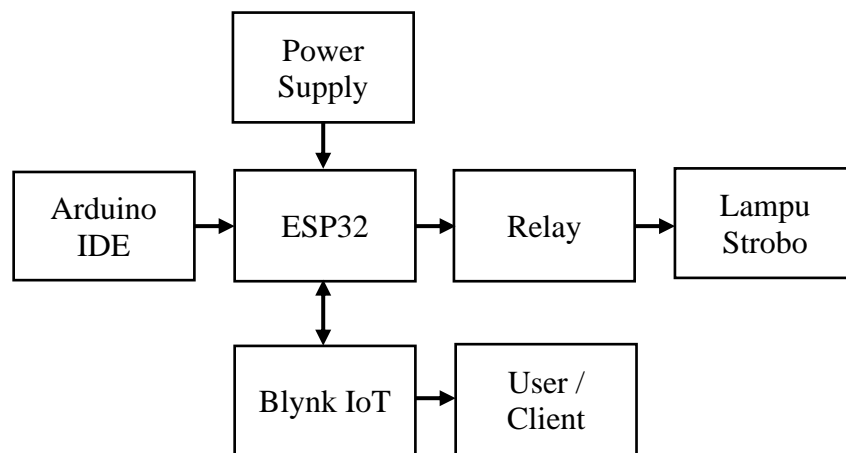 Power
Supply
Arduino
IDE
ESP32
Relay
Lampu
Strobo
Blynk IoT
User /
Client